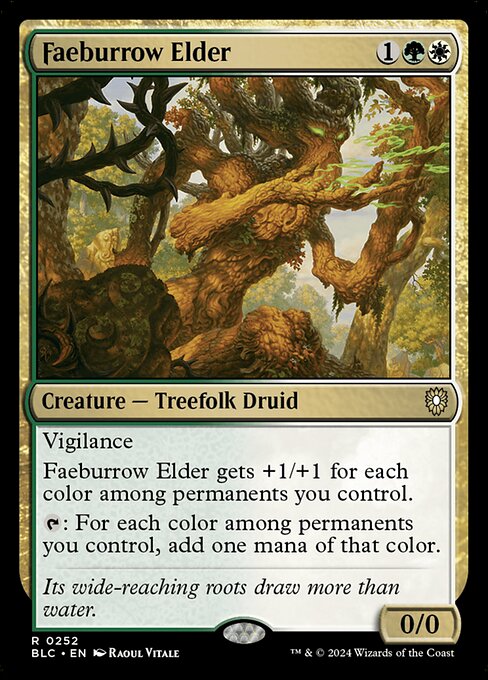 Faeburrow Elder 1
Creature — Treefolk Druid
Vigilance
Faeburrow Elder gets +1/+1 for each
color among permanents you control.
: For each color among permanents
you control, add one mana of that color.
Its wide-reaching roots draw more than
water.
0/0
R 0252
BLC • EN Raoul Vitale
™ & © 2024 Wizards of the Coast